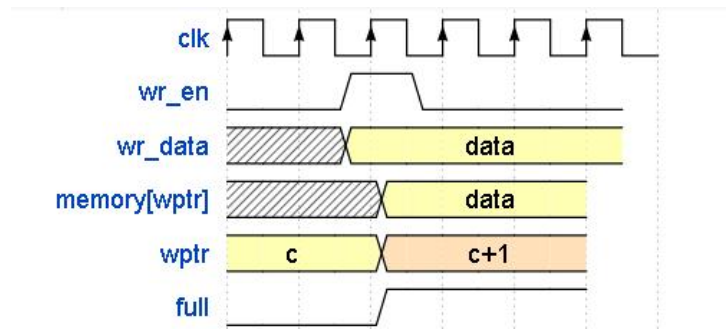 clk
wr_en
wr_data data
memory[wptr] data
wptr c c+1
full